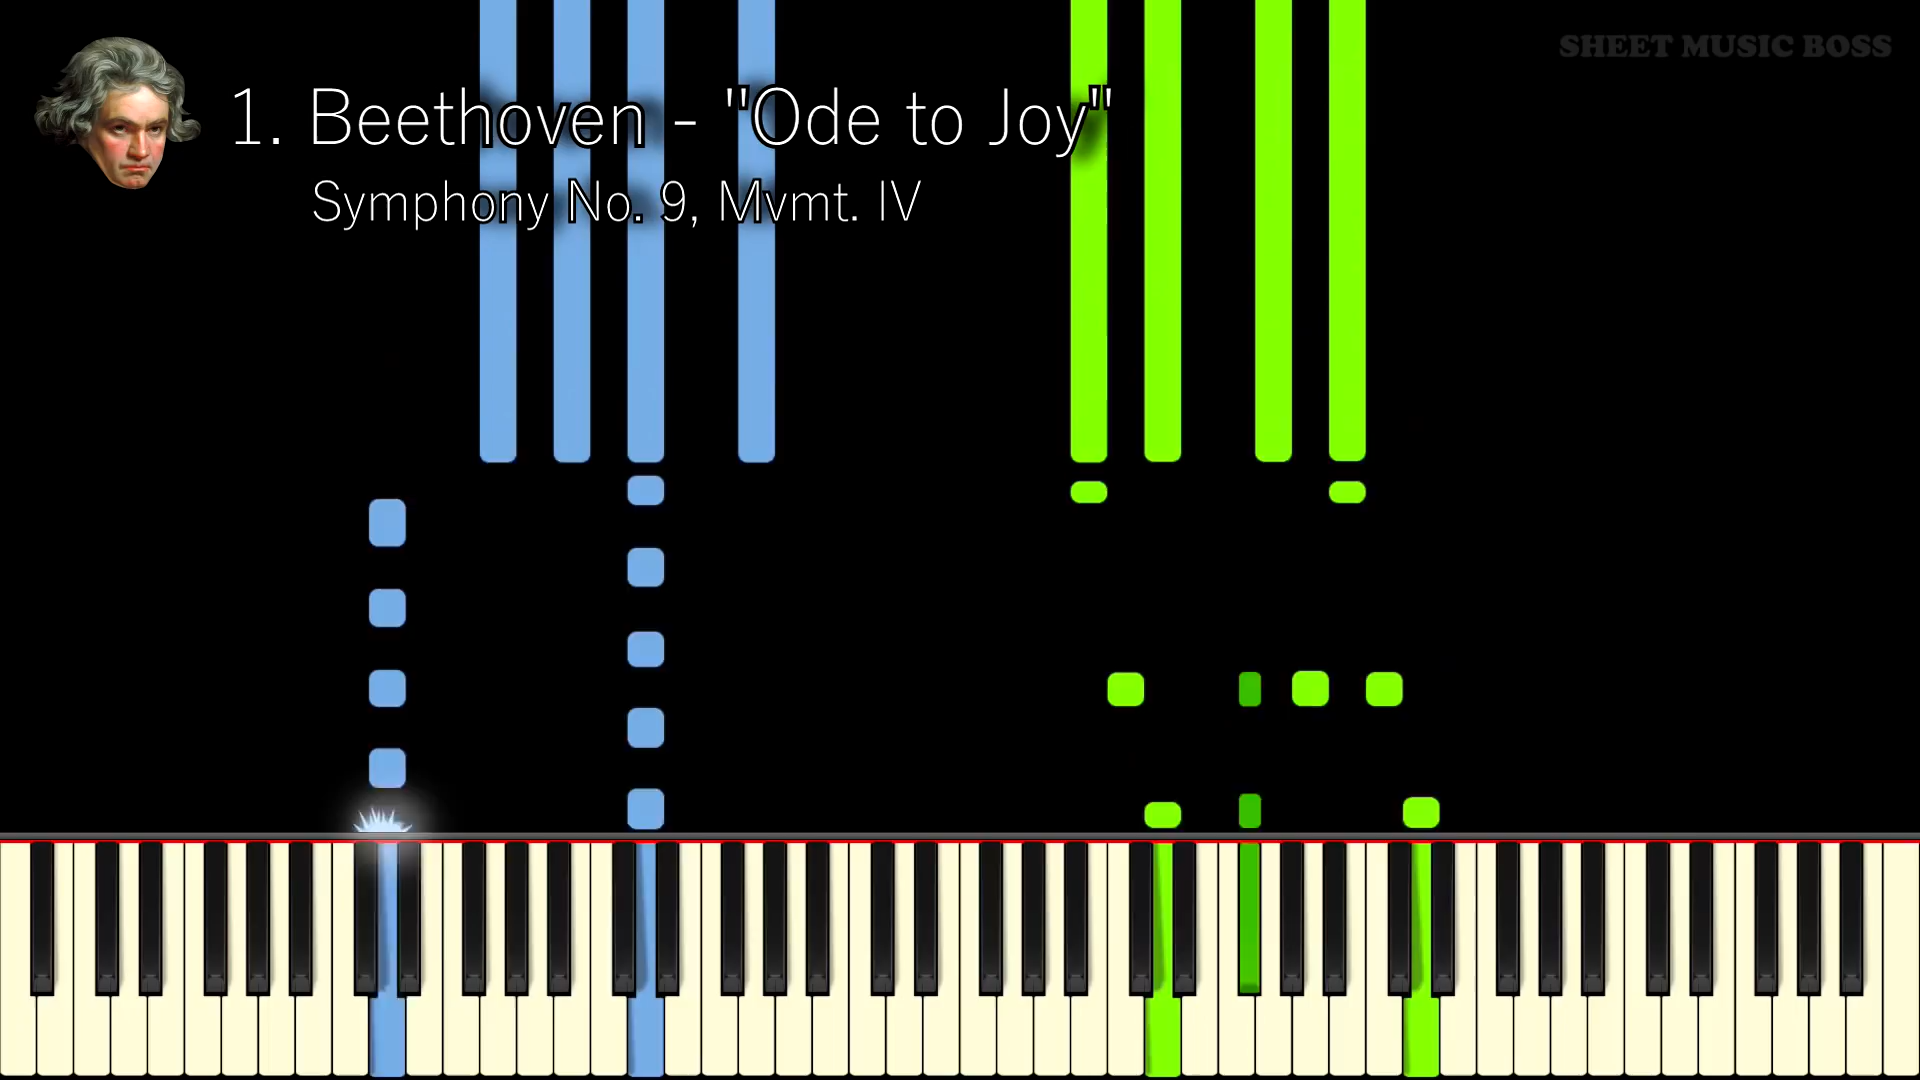 SHEET MUSIC BOSS
1. Beethoven - "Ode to Joy"
Symphony No. 9, Mvmt. IV